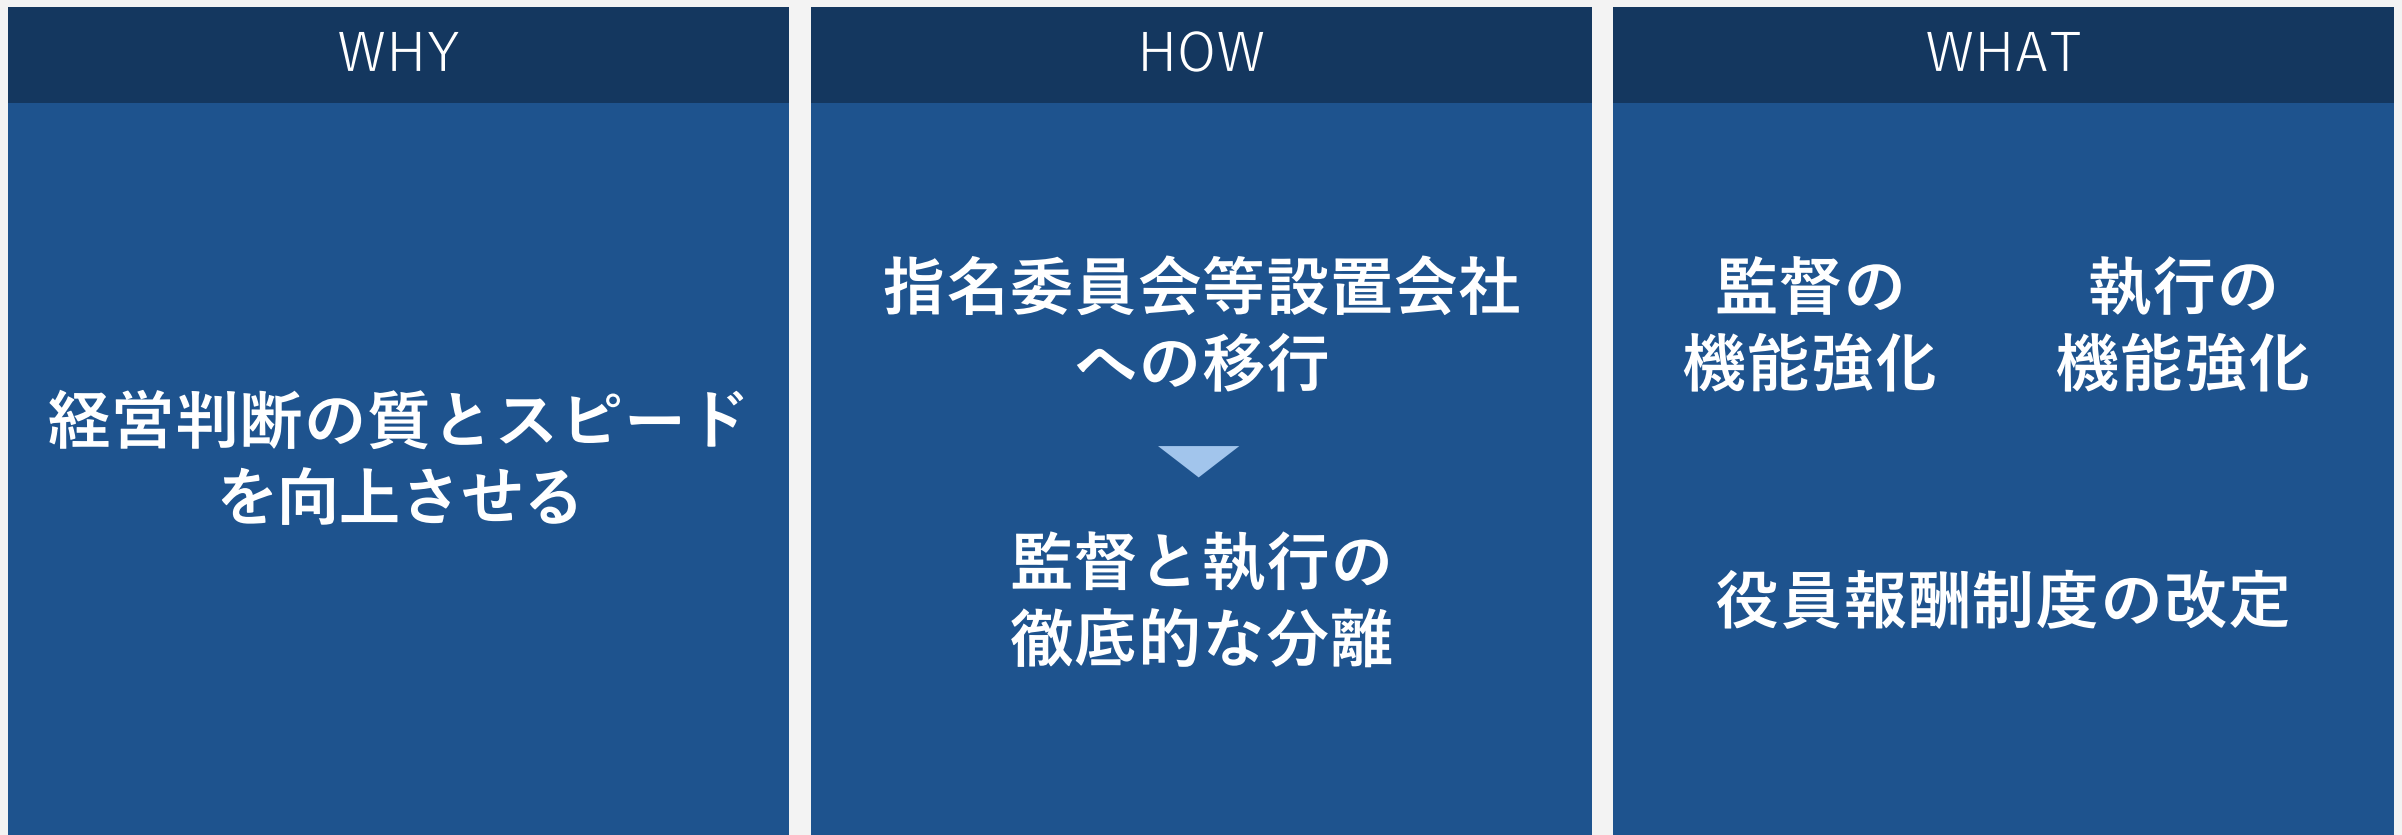 WHY
経営判断の質とスピード
を向上させる
HOW
指名委員会等設置会社
への移行
監督と執行の
徹底的な分離
WHAT
監督の
機能強化
執行の
機能強化
役員報酬制度の改定